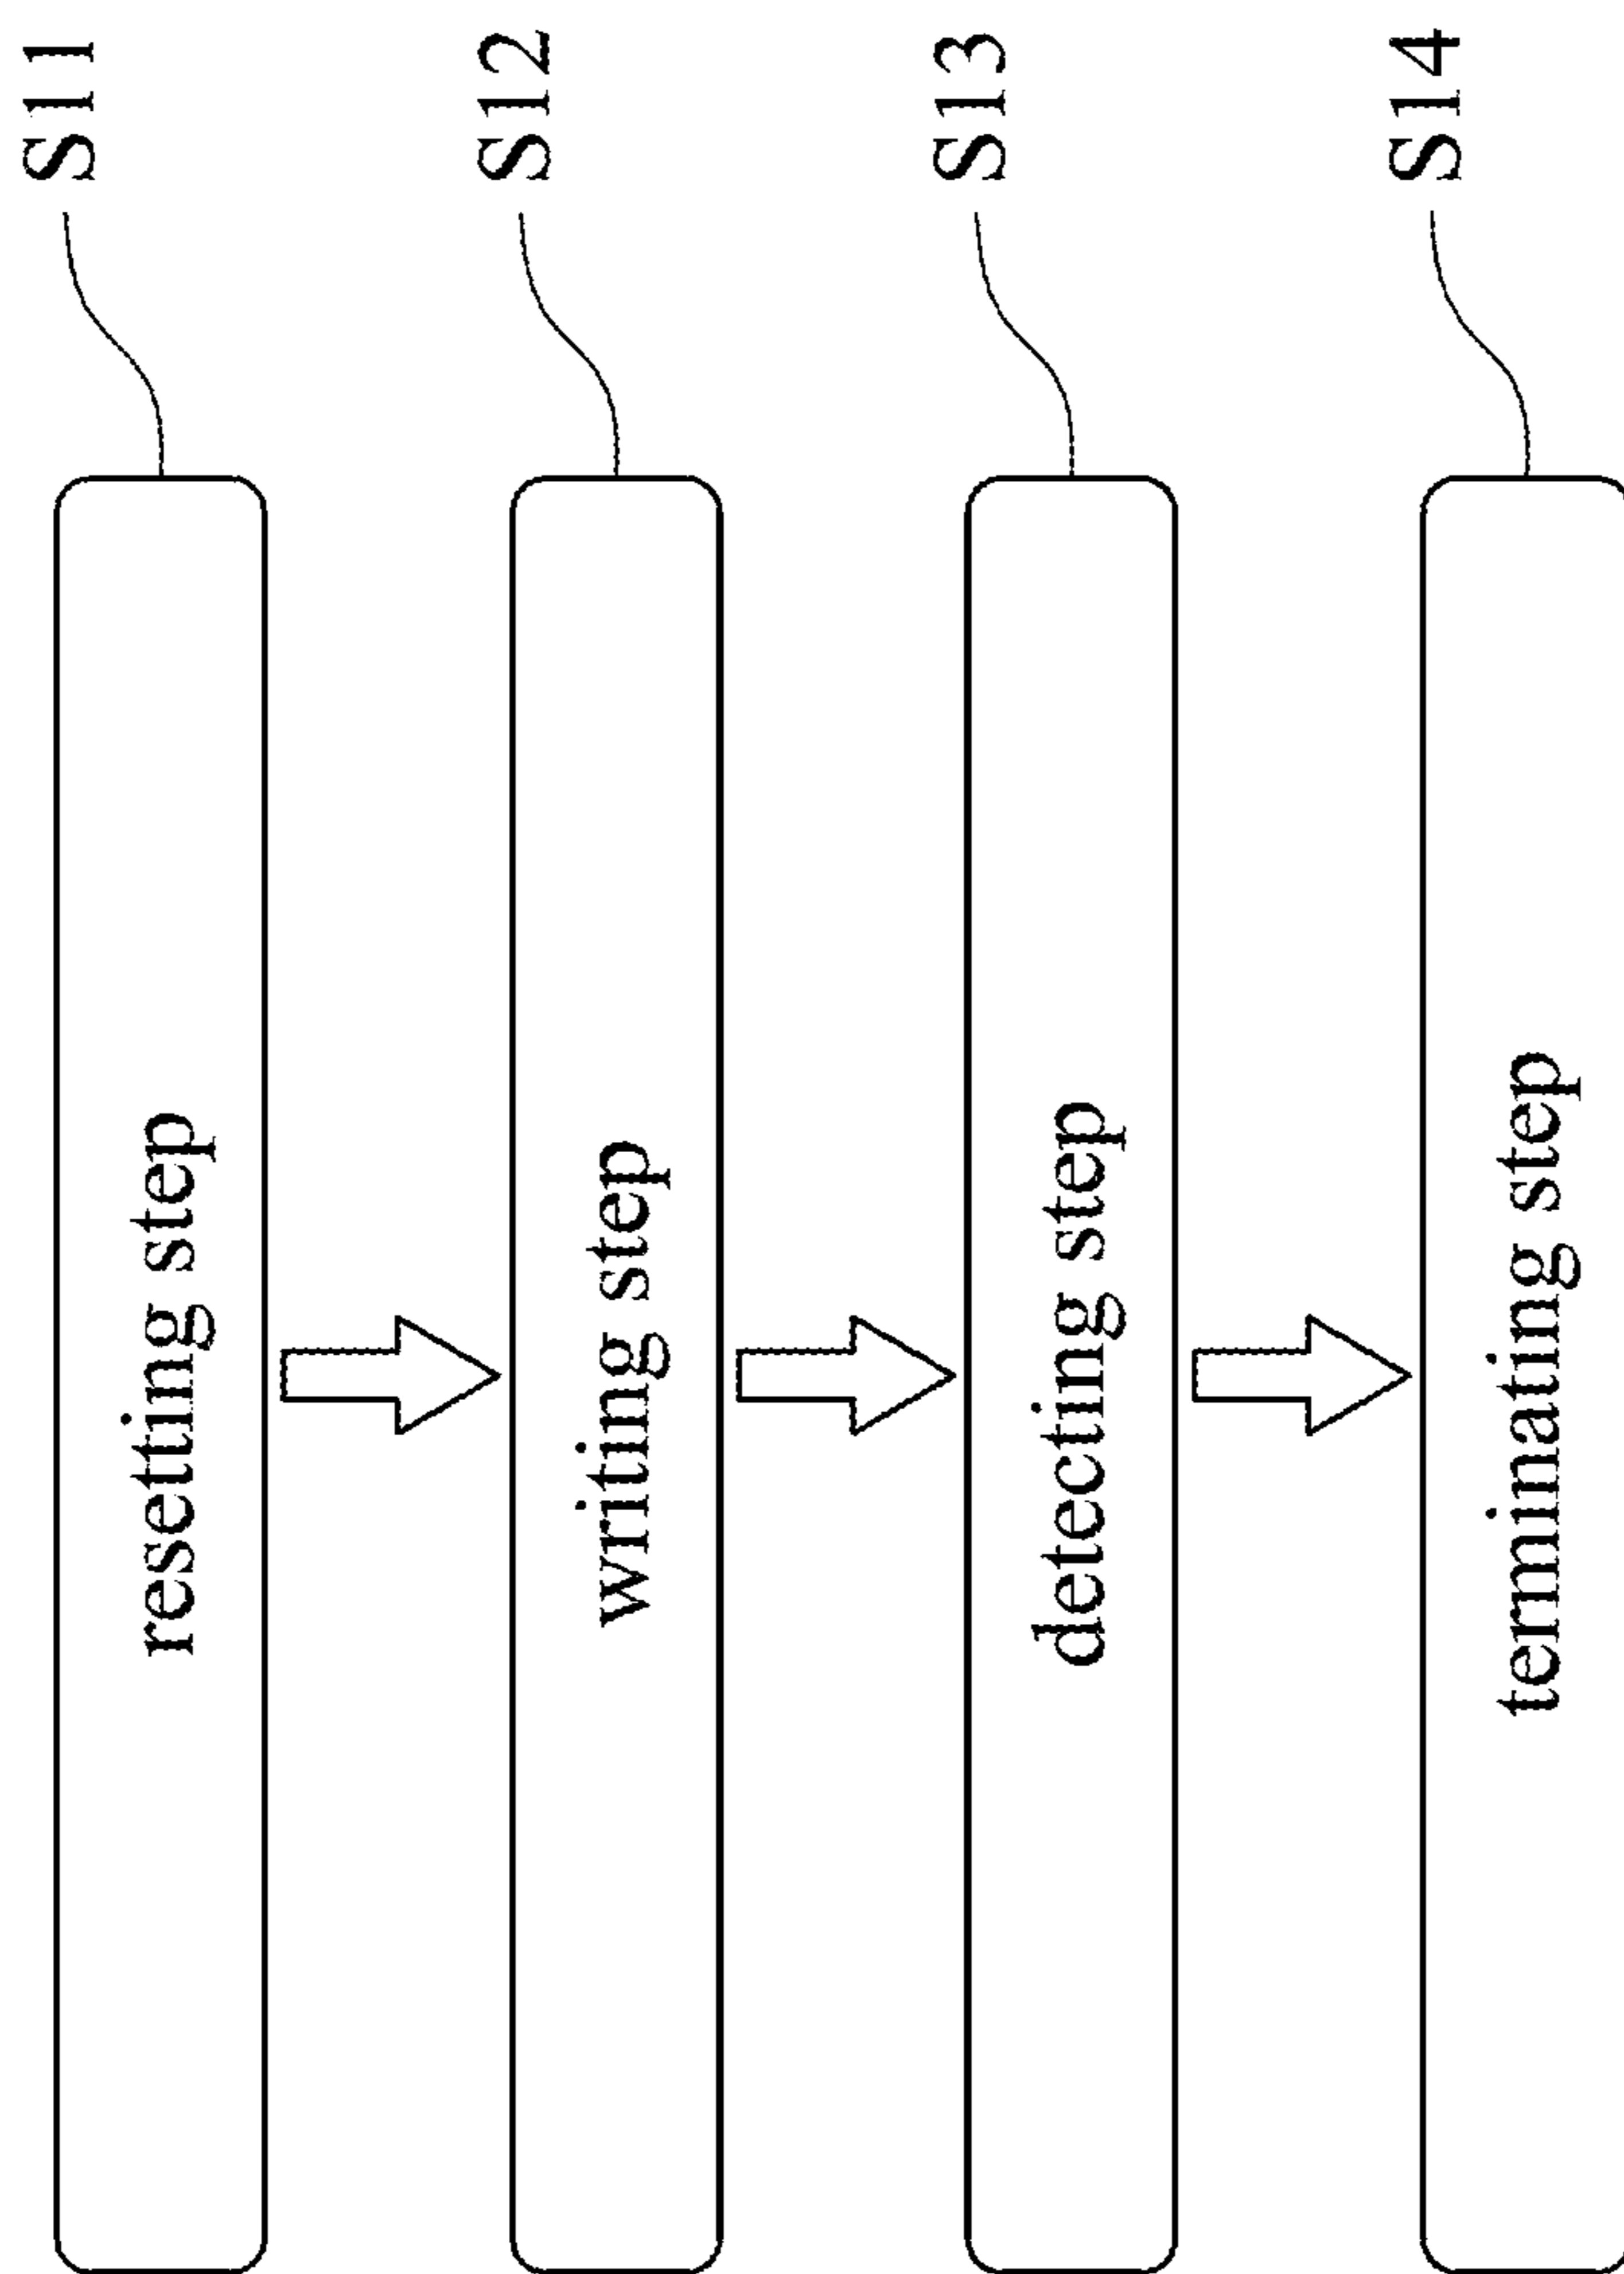 S11
resetting step
S12
writing step
S13
detecting step
S14
terminating step